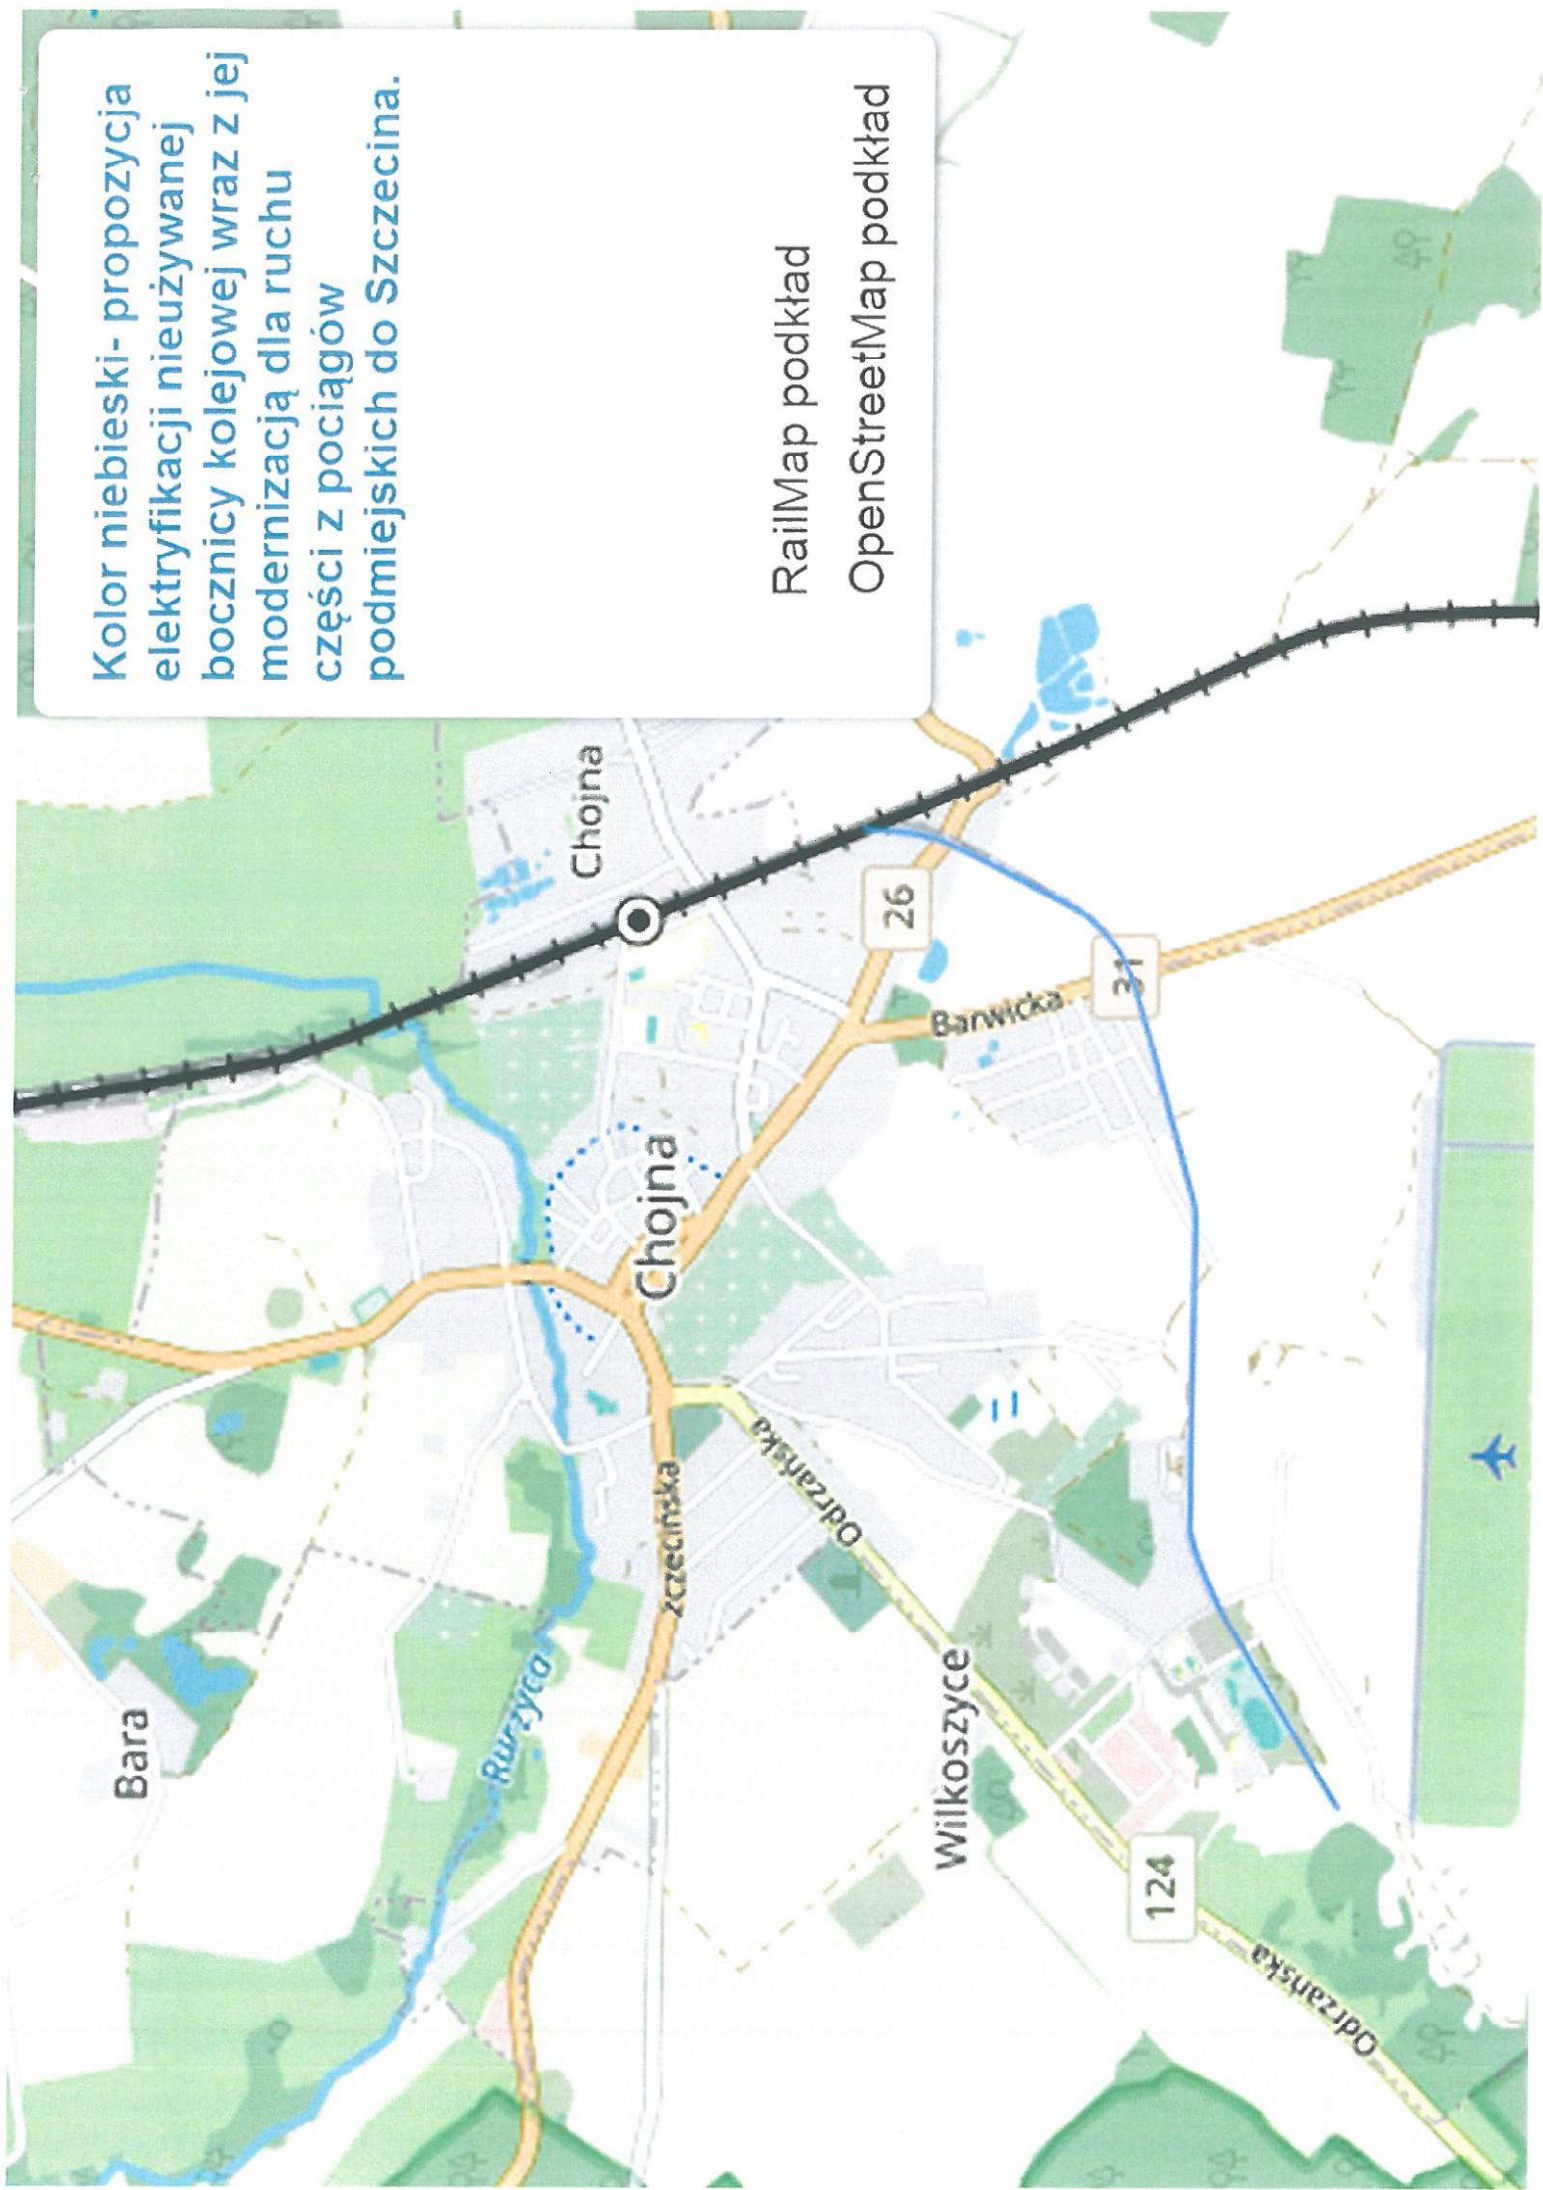 Kolor niebieski- propozycja
elektryfikacji nieużywanej
bocznicy kolejowej wraz z jej
modernizacją dla ruchu
części z pociągów
podmiejskich do Szczecina.
RailMap podkład
OpenStreetMap podkład
Chojna
26
31
Barwicka
Chojna
zczecińska
Odrzańska
Rurzyca
Bara
Wilkoszyce
124
Odrzańska